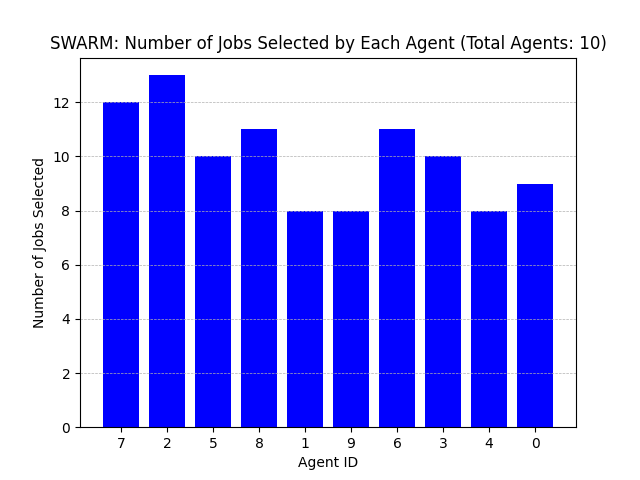 SWARM: Number of Jobs Selected by Each Agent (Total Agents: 10)
Number of Jobs Selected
12
10
8
6
4
2
0
7 2 5 8 1 9 6 3 4 0
Agent ID